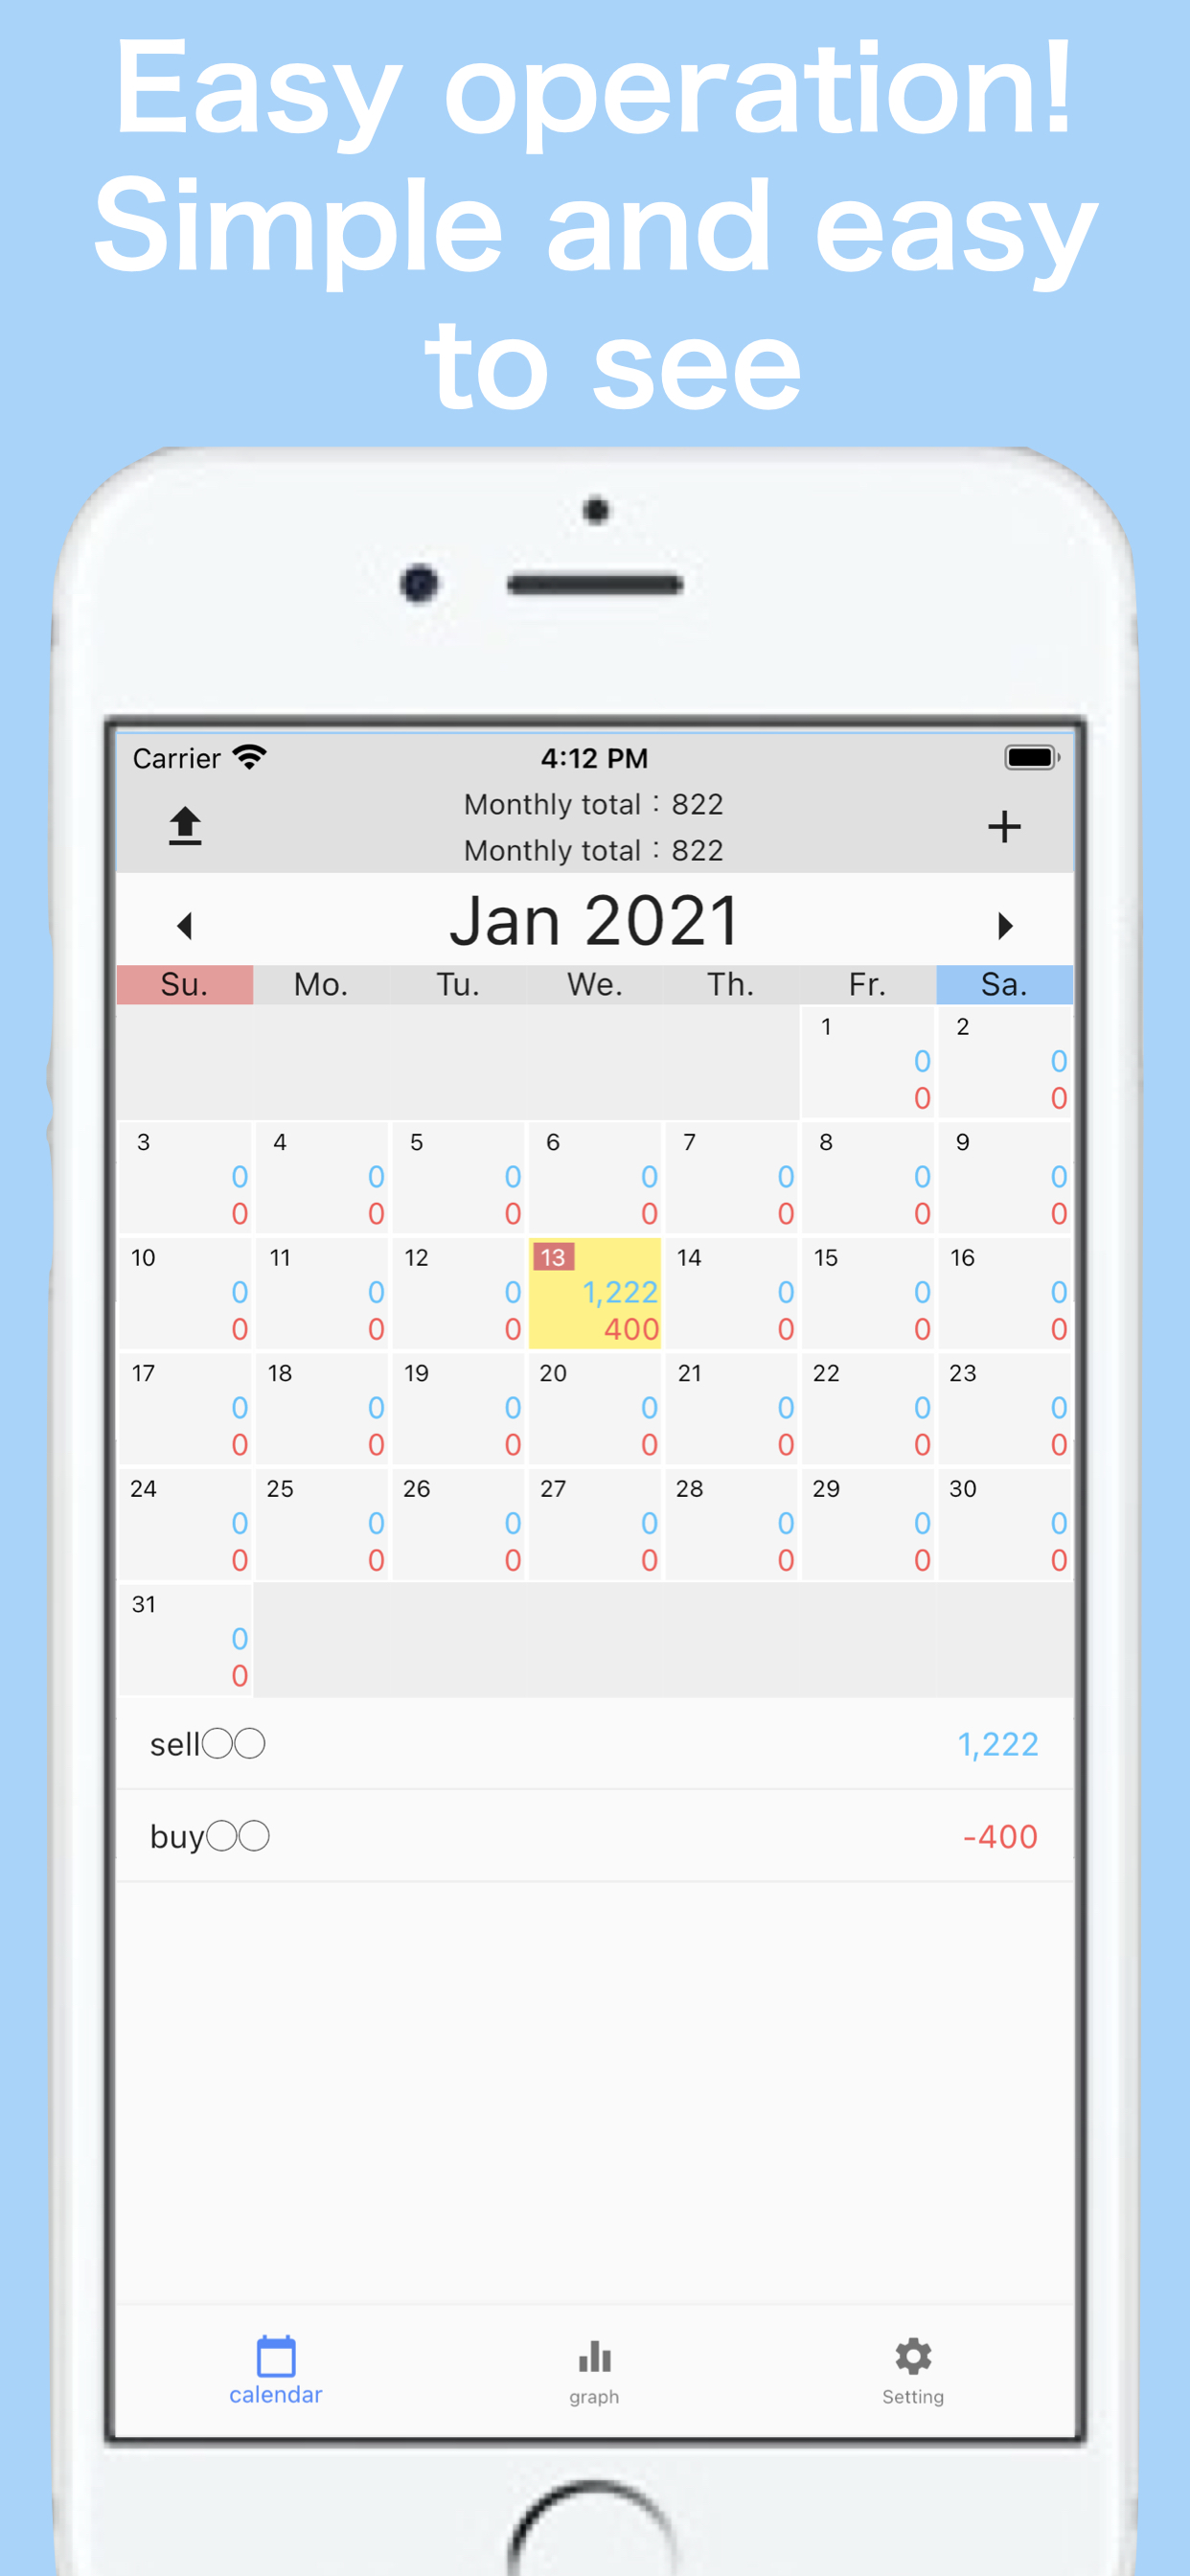 Easy operation!
Simple and easy
to see
Carrier 4:12 PM
Monthly total：822
Monthly total：822
Jan 2021
Su. Mo. Tu. We. Th. Fr. Sa.
1 2
0 0
0 0
3 4 5 6 7 8 9
0 0 0 0 0 0 0
0 0 0 0 0 0 0
10 11 12 13 14 15 16
0 0 0 1,222 0 0 0
0 0 0 400 0 0 0
17 18 19 20 21 22 23
0 0 0 0 0 0 0
0 0 0 0 0 0 0
24 25 26 27 28 29 30
0 0 0 0 0 0 0
0 0 0 0 0 0 0
31
0
0
sell○○ 1,222
buy○○ -400
calendar graph Setting